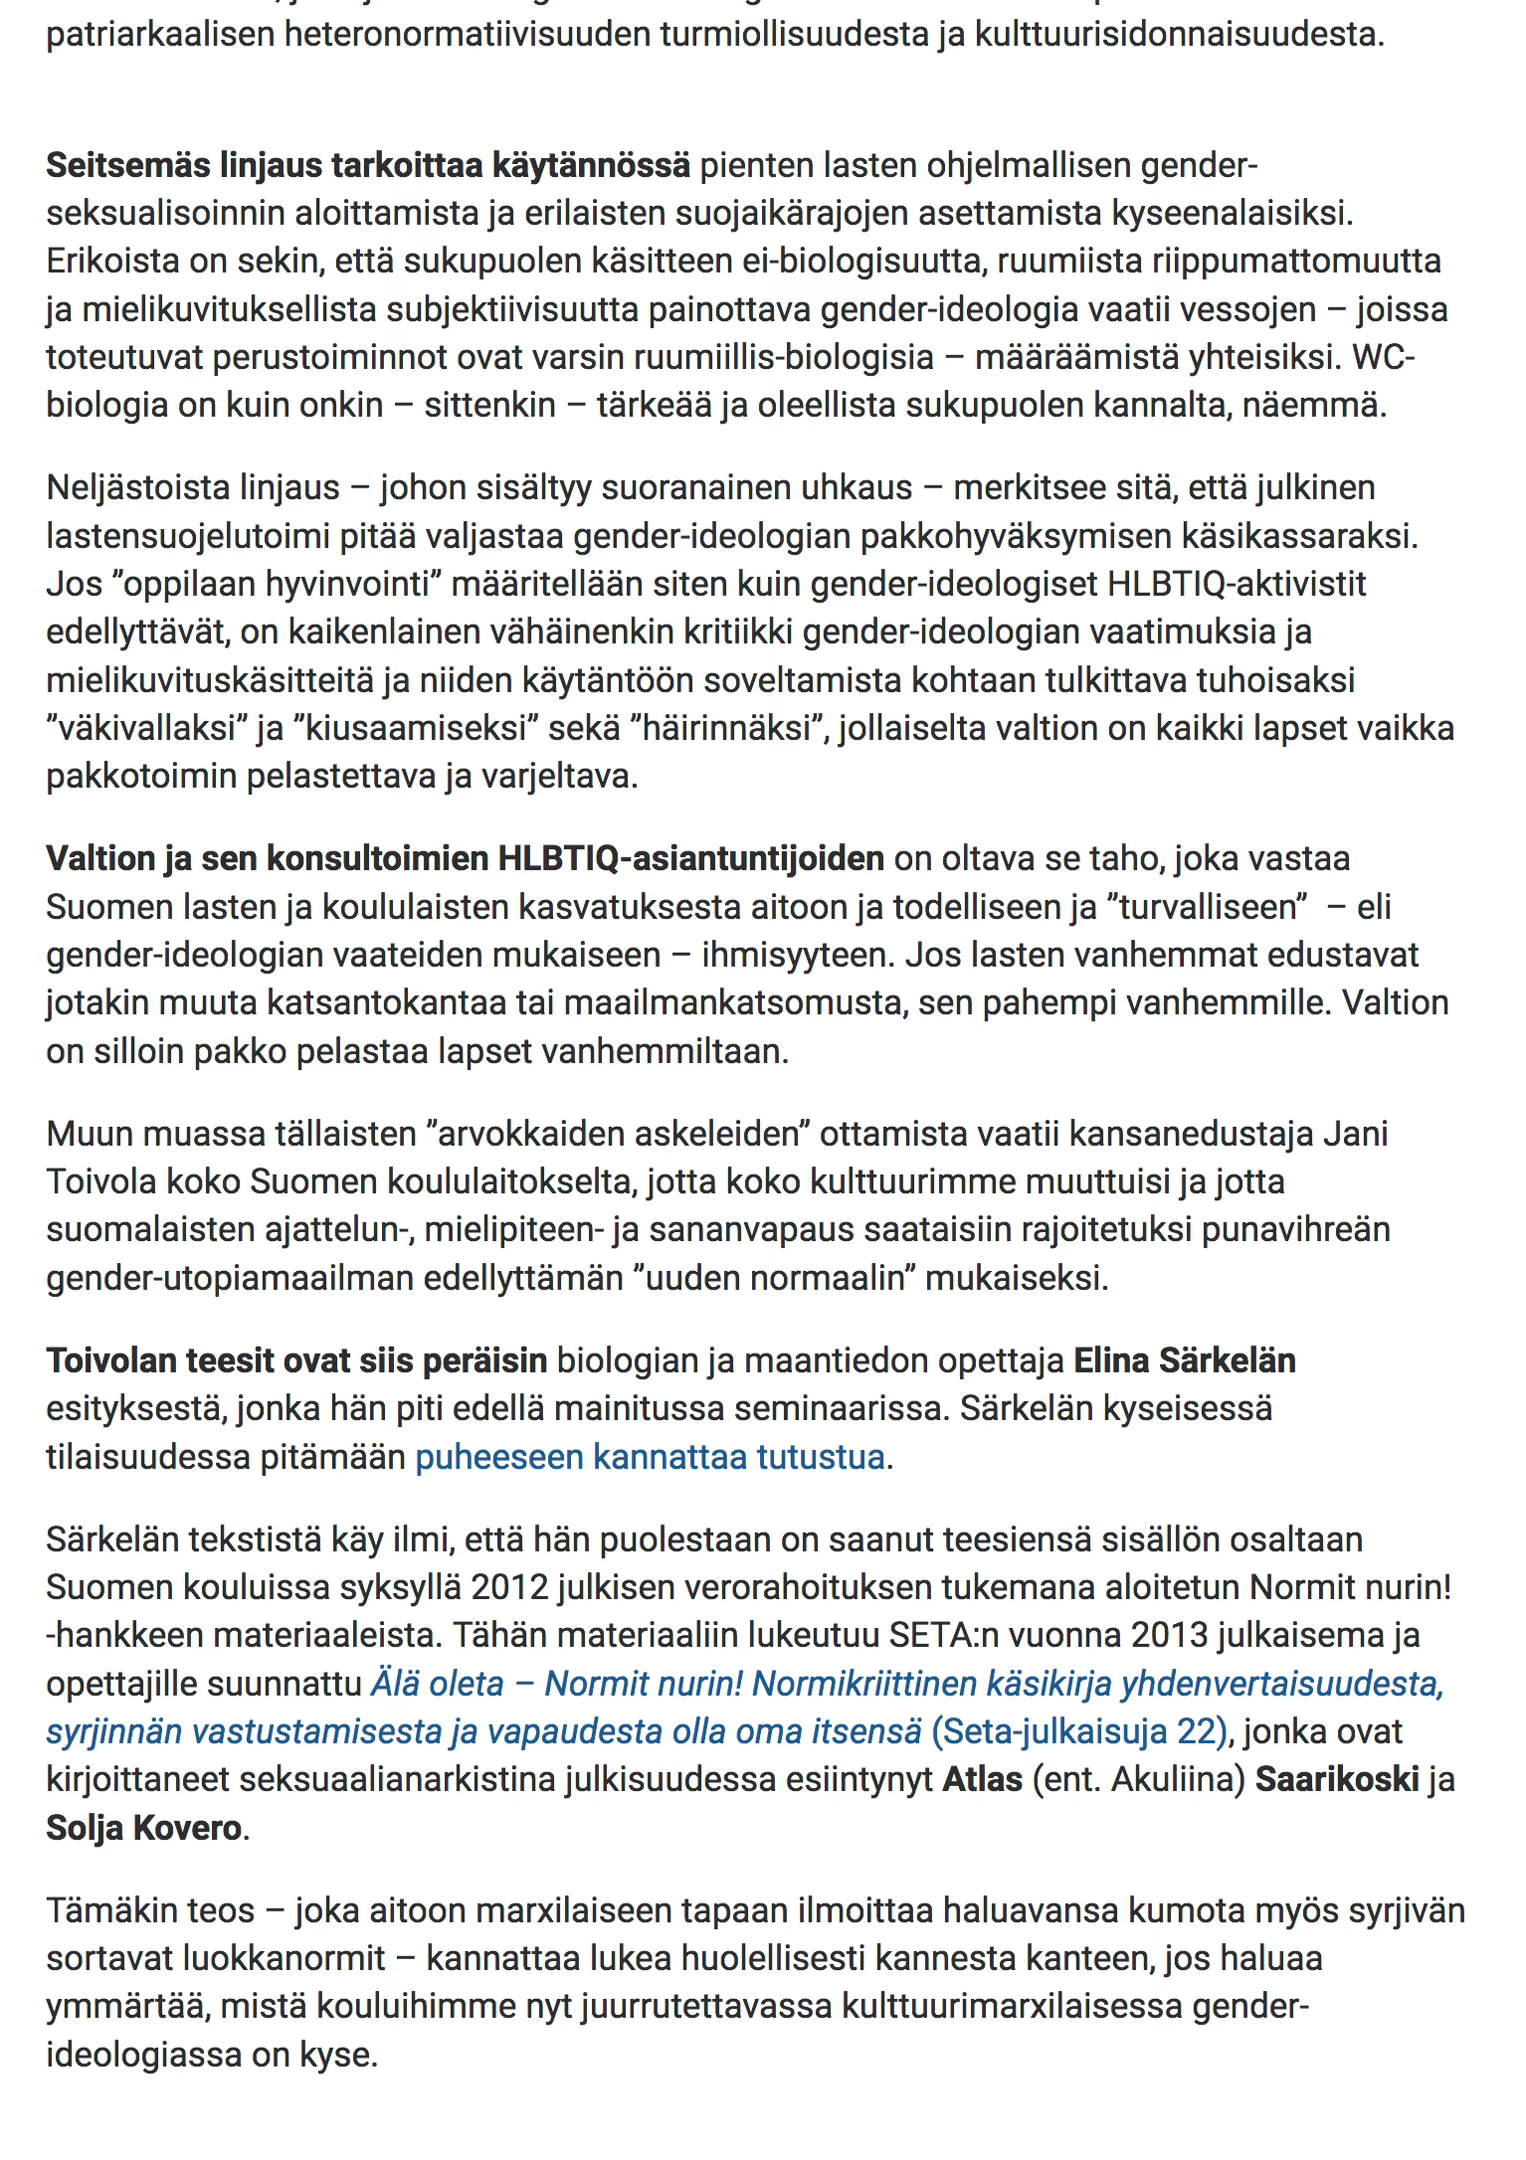 patriarkaalisen heteronormatiivisuuden turmiollisuudesta ja kulttuurisidonnaisuudesta.
Seitsemäs linjaus tarkoittaa käytännössä pienten lasten ohjelmallisen gender-
seksualisoinnin aloittamista ja erilaisten suojaikärajojen asettamista kyseenalaisiksi.
Erikoista on sekin, että sukupuolen käsitteen ei-biologisuutta, ruumiista riippumattomuutta
ja mielikuvituksellista subjektiivisuutta painottava gender-ideologia vaatii vessojen – joissa
toteutuvat perustoiminnot ovat varsin ruumiillis-biologisia – määräämistä yhteisiksi. WC-
biologia on kuin onkin – sittenkin – tärkeää ja oleellista sukupuolen kannalta, näemmä.
Neljästoista linjaus – johon sisältyy suoranainen uhkaus – merkitsee sitä, että julkinen
lastensuojelutoimi pitää valjastaa gender-ideologian pakkohyväksymisen käsikassaraksi.
Jos ”oppilaan hyvinvointi” määritellään siten kuin gender-ideologiset HLBTIQ-aktivistit
edellyttävät, on kaikenlainen vähäinenkin kritiikki gender-ideologian vaatimuksia ja
mielikuvituskäsitteitä ja niiden käytäntöön soveltamista kohtaan tulkittava tuhoisaksi
”väkivallaksi” ja ”kiusaamiseksi” sekä ”häirinnäksi”, jollaiselta valtion on kaikki lapset vaikka
pakkotoimin pelastettava ja varjeltava.
Valtion ja sen konsultoimien HLBTIQ-asiantuntijoiden on oltava se taho, joka vastaa
Suomen lasten ja koululaisten kasvatuksesta aitoon ja todelliseen ja ”turvalliseen”  – eli
gender-ideologian vaateiden mukaiseen – ihmisyyteen. Jos lasten vanhemmat edustavat
jotakin muuta katsantokantaa tai maailmankatsomusta, sen pahempi vanhemmille. Valtion
on silloin pakko pelastaa lapset vanhemmiltaan.
Muun muassa tällaisten ”arvokkaiden askeleiden” ottamista vaatii kansanedustaja Jani
Toivola koko Suomen koululaitokselta, jotta koko kulttuurimme muuttuisi ja jotta
suomalaisten ajattelun-, mielipiteen- ja sananvapaus saataisiin rajoitetuksi punavihreän
gender-utopiamaailman edellyttämän ”uuden normaalin” mukaiseksi.
Toivolan teesit ovat siis peräisin biologian ja maantiedon opettaja Elina Särkelän
esityksestä, jonka hän piti edellä mainitussa seminaarissa. Särkelän kyseisessä
tilaisuudessa pitämään puheeseen kannattaa tutustua.
Särkelän tekstistä käy ilmi, että hän puolestaan on saanut teesiensä sisällön osaltaan
Suomen kouluissa syksyllä 2012 julkisen verorahoituksen tukemana aloitetun Normit nurin!
-hankkeen materiaaleista. Tähän materiaaliin lukeutuu SETA:n vuonna 2013 julkaisema ja
opettajille suunnattu Älä oleta – Normit nurin! Normikriittinen käsikirja yhdenvertaisuudesta,
syrjinnän vastustamisesta ja vapaudesta olla oma itsensä (Seta-julkaisuja 22), jonka ovat
kirjoittaneet seksuaalianarkistina julkisuudessa esiintynyt Atlas (ent. Akuliina) Saarikoski ja
Solja Kovero.
Tämäkin teos – joka aitoon marxilaiseen tapaan ilmoittaa haluavansa kumota myös syrjivän
sortavat luokkanormit – kannattaa lukea huolellisesti kannesta kanteen, jos haluaa
ymmärtää, mistä kouluihimme nyt juurrutettavassa kulttuurimarxilaisessa gender-
ideologiassa on kyse.